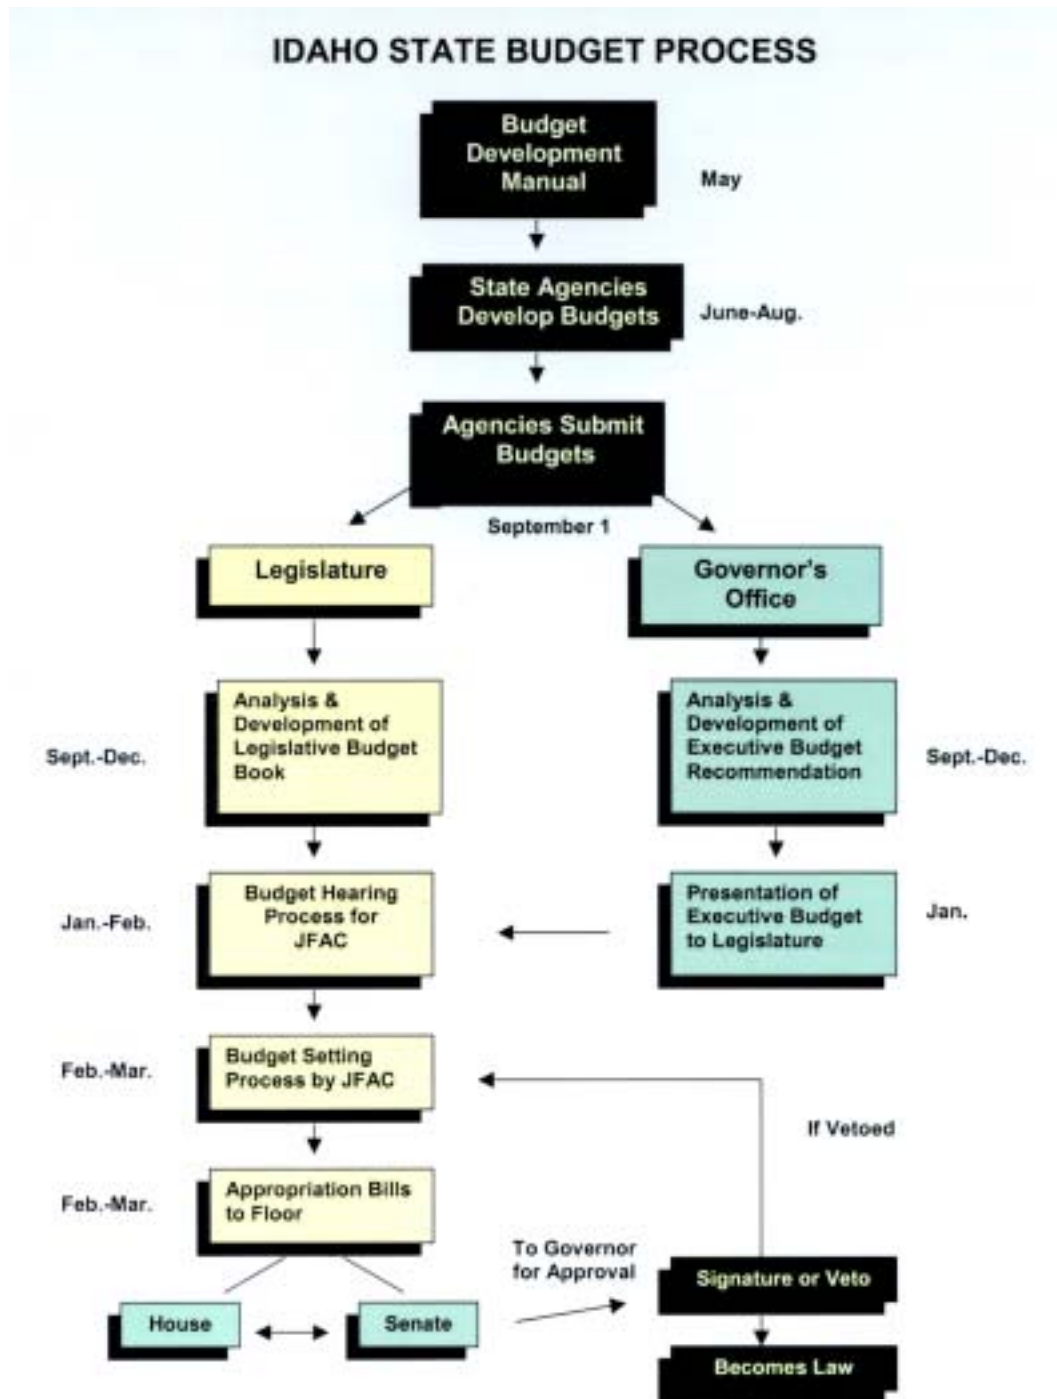 IDAHO STATE BUDGET PROCESS
Budget
Development
Manual
May
State Agencies
Develop Budgets
June-Aug.
Agencies Submit
Budgets
September 1
Legislature
Governor's
Office
Analysis &
Development of
Legislative Budget
Book
Sept.-Dec.
Analysis &
Development of
Executive Budget
Recommendation
Sept.-Dec.
Budget Hearing
Process for
JFAC
Jan.-Feb.
Presentation of
Executive Budget
to Legislature
Jan.
Budget Setting
Process by JFAC
Feb.-Mar.
If Vetoed
Appropriation Bills
to Floor
Feb.-Mar.
To Governor
for Approval
Signature or Veto
House
Senate
Becomes Law